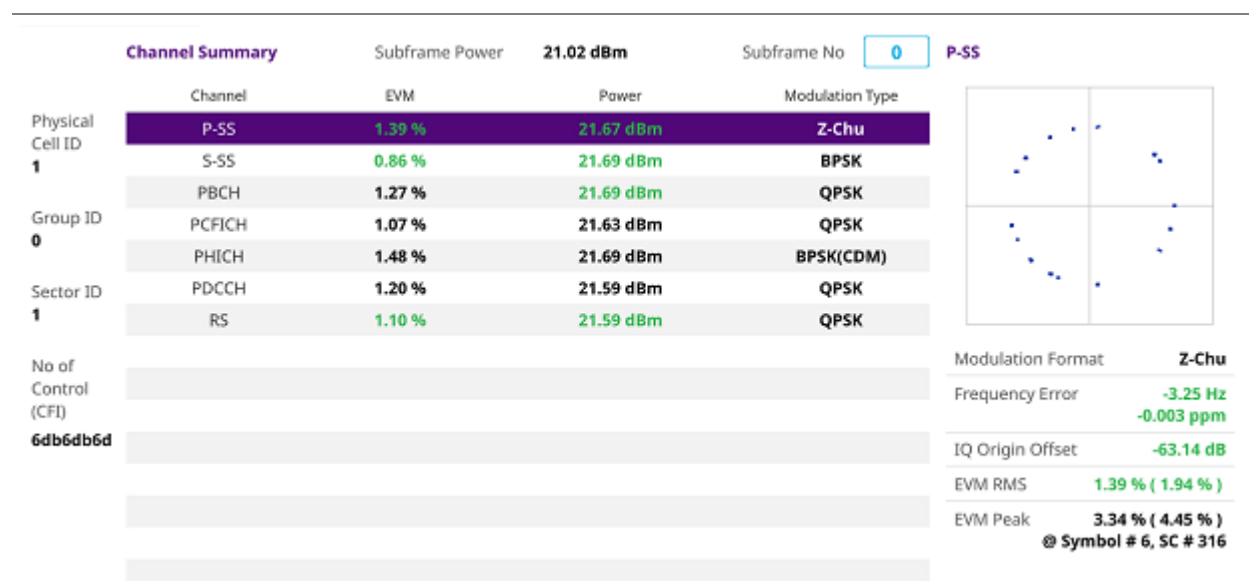 Channel Summary Subframe Power 21.02 dBm Subframe No 0 P-SS
Channel EVM Power Modulation Type
Physical
Cell ID
1
Group ID
0
Sector ID
1
No of
Control
(CFI)
6db6db6d
P-SS 1.39 % 21.67 dBm Z-Chu
S-SS 0.86 % 21.69 dBm BPSK
PBCH 1.27 % 21.69 dBm QPSK
PCFICH 1.07 % 21.63 dBm QPSK
PHICH 1.48 % 21.69 dBm BPSK(CDM)
PDCCH 1.20 % 21.59 dBm QPSK
RS 1.10 % 21.59 dBm QPSK
Modulation Format Z-Chu
Frequency Error -3.25 Hz
-0.003 ppm
IQ Origin Offset -63.14 dB
EVM RMS 1.39 % ( 1.94 % )
EVM Peak 3.34 % ( 4.45 % )
@ Symbol # 6, SC # 316